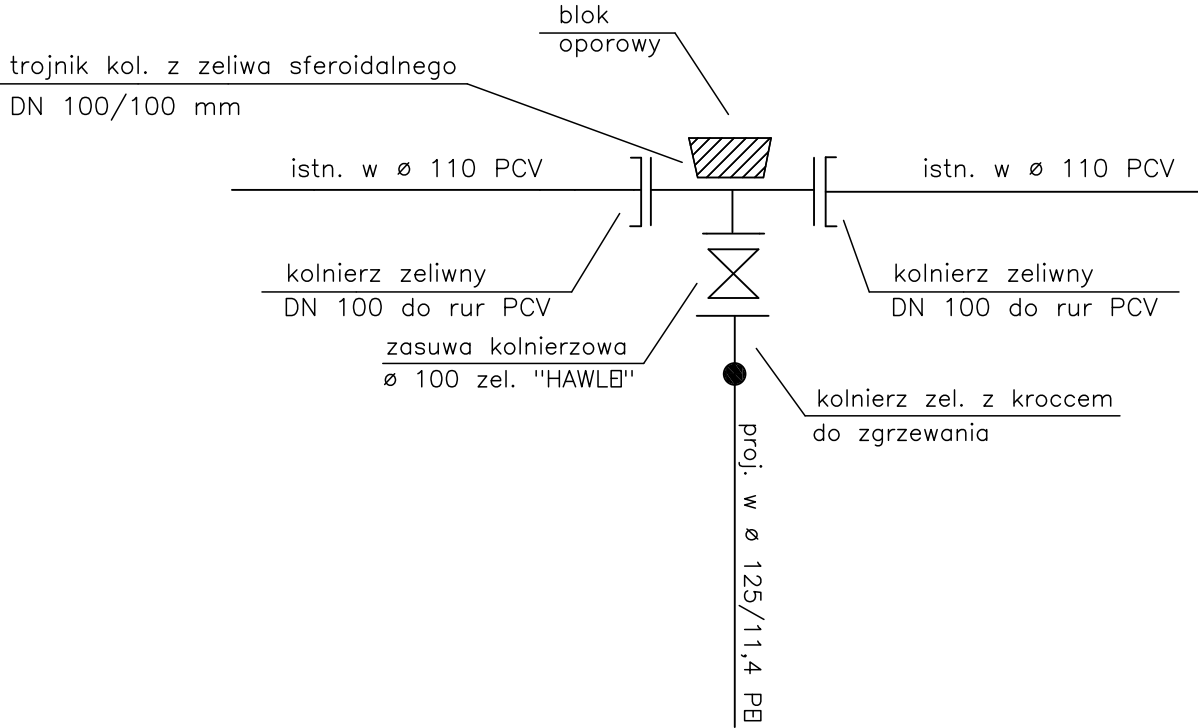 blok
oporowy
trojnik kol. z zeliwa sferoidalnego
DN 100/100 mm
istn. w ø 110 PCV
istn. w ø 110 PCV
kolnierz zeliwny
DN 100 do rur PCV
kolnierz zeliwny
DN 100 do rur PCV
zasuwa kolnierzowa
ø 100 zel. "HAWLE"
kolnierz zel. z kroccem
do zgrzewania
proj. w ø 125/11,4 PE